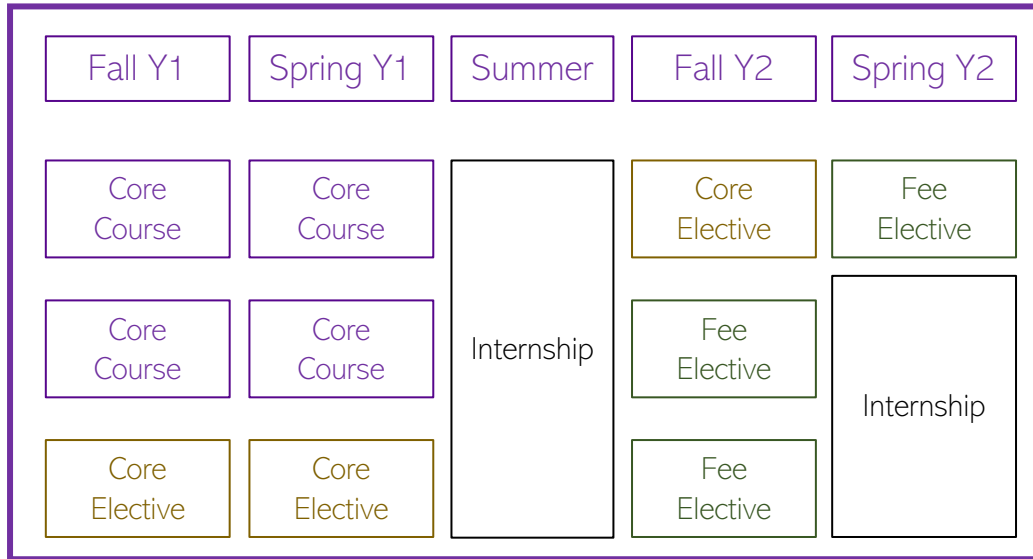 Fall Y1
Spring Y1
Summer
Fall Y2
Spring Y2
Core
Course
Core
Course
Core
Elective
Fee
Elective
Core
Course
Core
Course
Internship
Fee
Elective
Internship
Core
Elective
Core
Elective
Fee
Elective